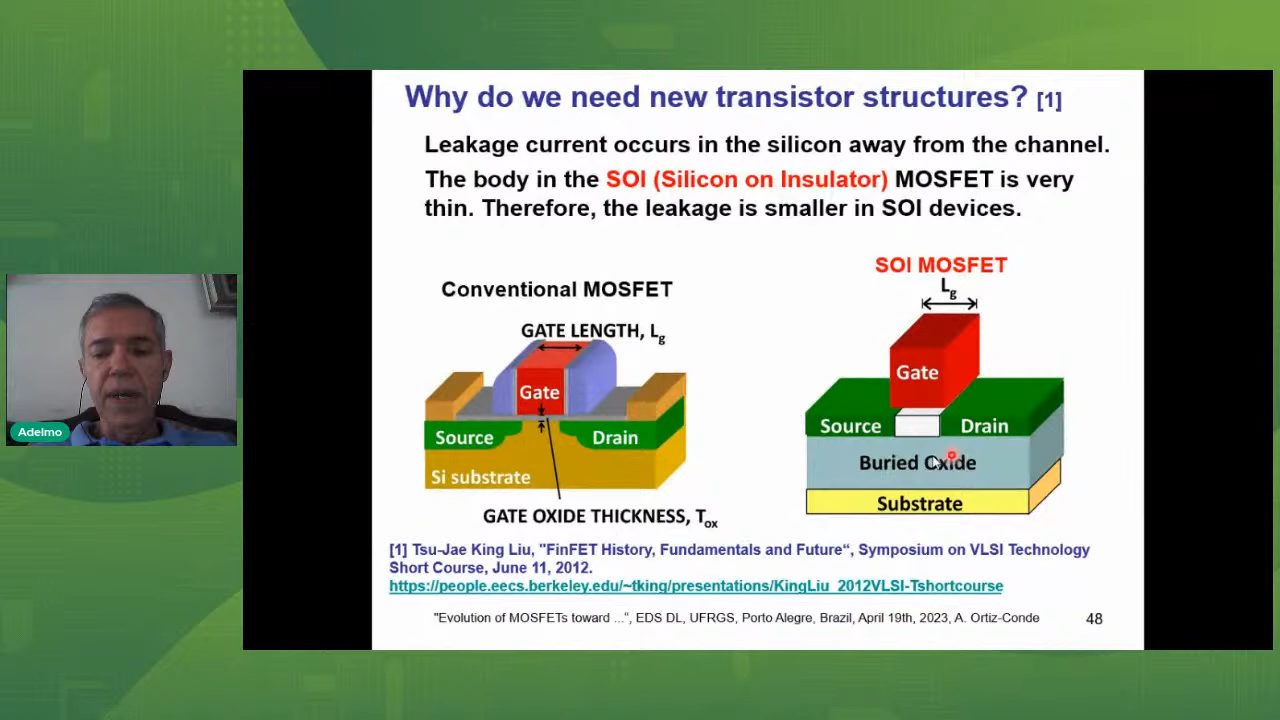 Why do we need new transistor structures? [1]
Leakage current occurs in the silicon away from the channel.
The body in the SOI (Silicon on Insulator) MOSFET is very
thin. Therefore, the leakage is smaller in SOI devices.
Conventional MOSFET
GATE LENGTH, Lg
Gate
Source
Drain
Si substrate
GATE OXIDE THICKNESS, Tox
SOI MOSFET
Lg
Gate
Source
Drain
Buried Oxide
Substrate
[1] Tsu-Jae King Liu, "FinFET History, Fundamentals and Future“, Symposium on VLSI Technology
Short Course, June 11, 2012.
https://people.eecs.berkeley.edu/~tking/presentations/KingLiu_2012VLSI-Tshortcourse
"Evolution of MOSFETs toward ...", EDS DL, UFRGS, Porto Alegre, Brazil, April 19th, 2023, A. Ortiz-Conde
48
Adelmo